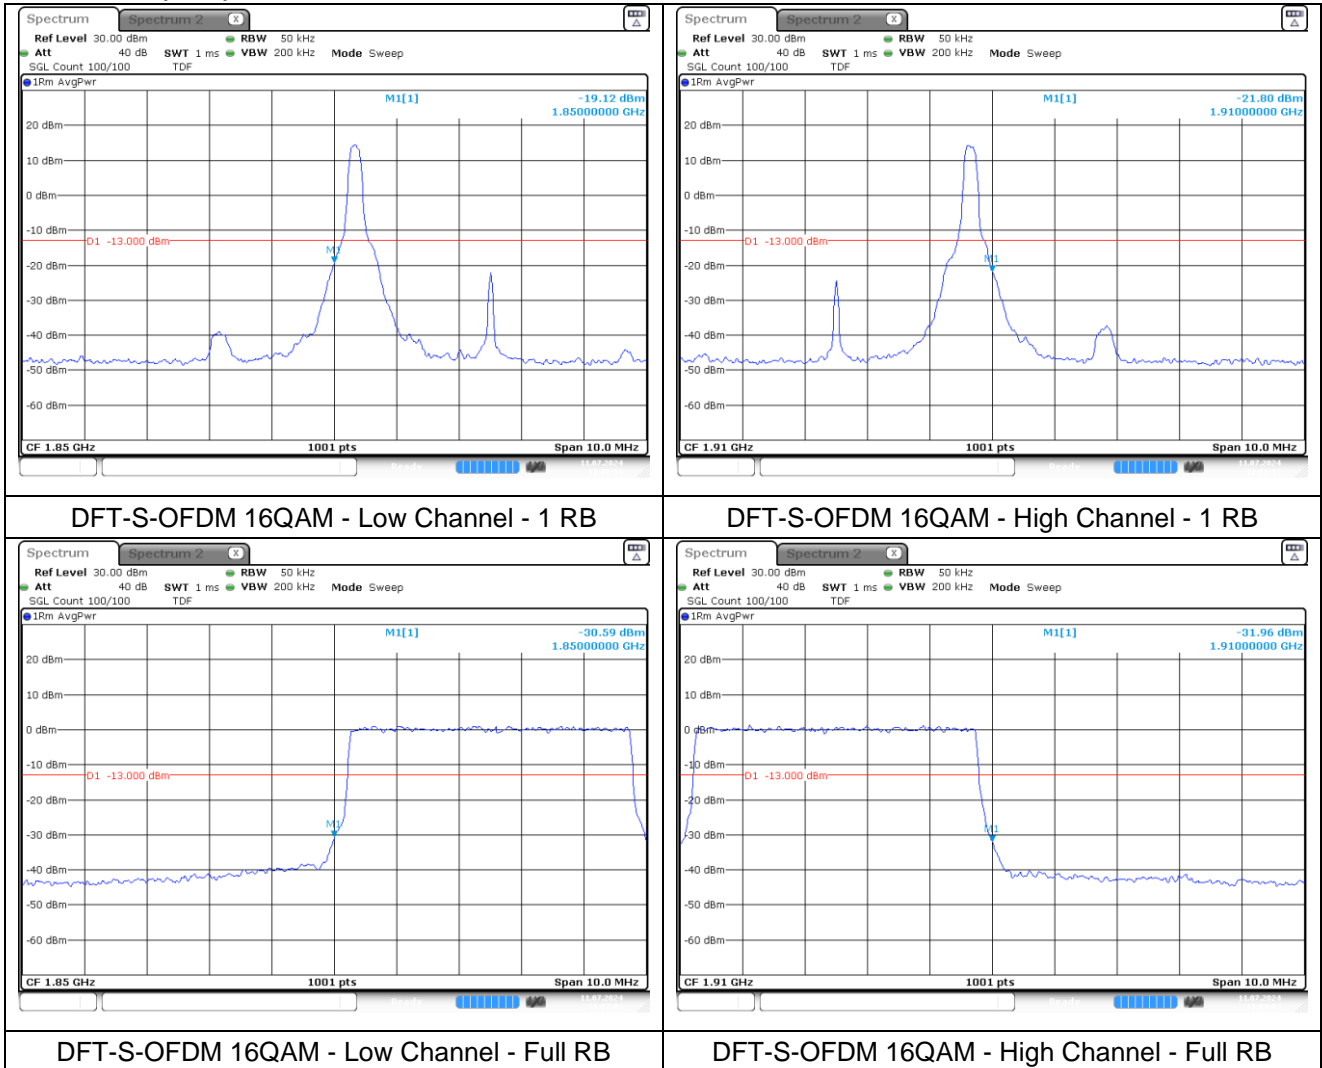 Spectrum Spectrum 2 X
Ref Level 30.00 dBm RBW 50 kHz
Att 40 dB SWT 1 ms VBW 200 kHz Mode Sweep
SGL Count 100/100 TDF
1Rm AvgPwr
M1[1] -19.12 dBm
1.85000000 GHz
20 dBm
10 dBm
0 dBm
-10 dBm
D1 -13.000 dBm
M1
-20 dBm
-30 dBm
-40 dBm
-50 dBm
-60 dBm
CF 1.85 GHz 1001 pts Span 10.0 MHz
Ready 11.07.2024
DFT-S-OFDM 16QAM - Low Channel - 1 RB
Spectrum Spectrum 2 X
Ref Level 30.00 dBm RBW 50 kHz
Att 40 dB SWT 1 ms VBW 200 kHz Mode Sweep
SGL Count 100/100 TDF
1Rm AvgPwr
M1[1] -21.80 dBm
1.91000000 GHz
20 dBm
10 dBm
0 dBm
-10 dBm
D1 -13.000 dBm
M1
-20 dBm
-30 dBm
-40 dBm
-50 dBm
-60 dBm
CF 1.91 GHz 1001 pts Span 10.0 MHz
Ready 11.07.2024
DFT-S-OFDM 16QAM - High Channel - 1 RB
Spectrum Spectrum 2 X
Ref Level 30.00 dBm RBW 50 kHz
Att 40 dB SWT 1 ms VBW 200 kHz Mode Sweep
SGL Count 100/100 TDF
1Rm AvgPwr
M1[1] -30.59 dBm
1.85000000 GHz
20 dBm
10 dBm
0 dBm
-10 dBm
D1 -13.000 dBm
-20 dBm
M1
-30 dBm
-40 dBm
-50 dBm
-60 dBm
CF 1.85 GHz 1001 pts Span 10.0 MHz
Ready 11.07.2024
DFT-S-OFDM 16QAM - Low Channel - Full RB
Spectrum Spectrum 2 X
Ref Level 30.00 dBm RBW 50 kHz
Att 40 dB SWT 1 ms VBW 200 kHz Mode Sweep
SGL Count 100/100 TDF
1Rm AvgPwr
M1[1] -31.96 dBm
1.91000000 GHz
20 dBm
10 dBm
0 dBm
-10 dBm
D1 -13.000 dBm
-20 dBm
M1
-30 dBm
-40 dBm
-50 dBm
-60 dBm
CF 1.91 GHz 1001 pts Span 10.0 MHz
Ready 11.07.2024
DFT-S-OFDM 16QAM - High Channel - Full RB